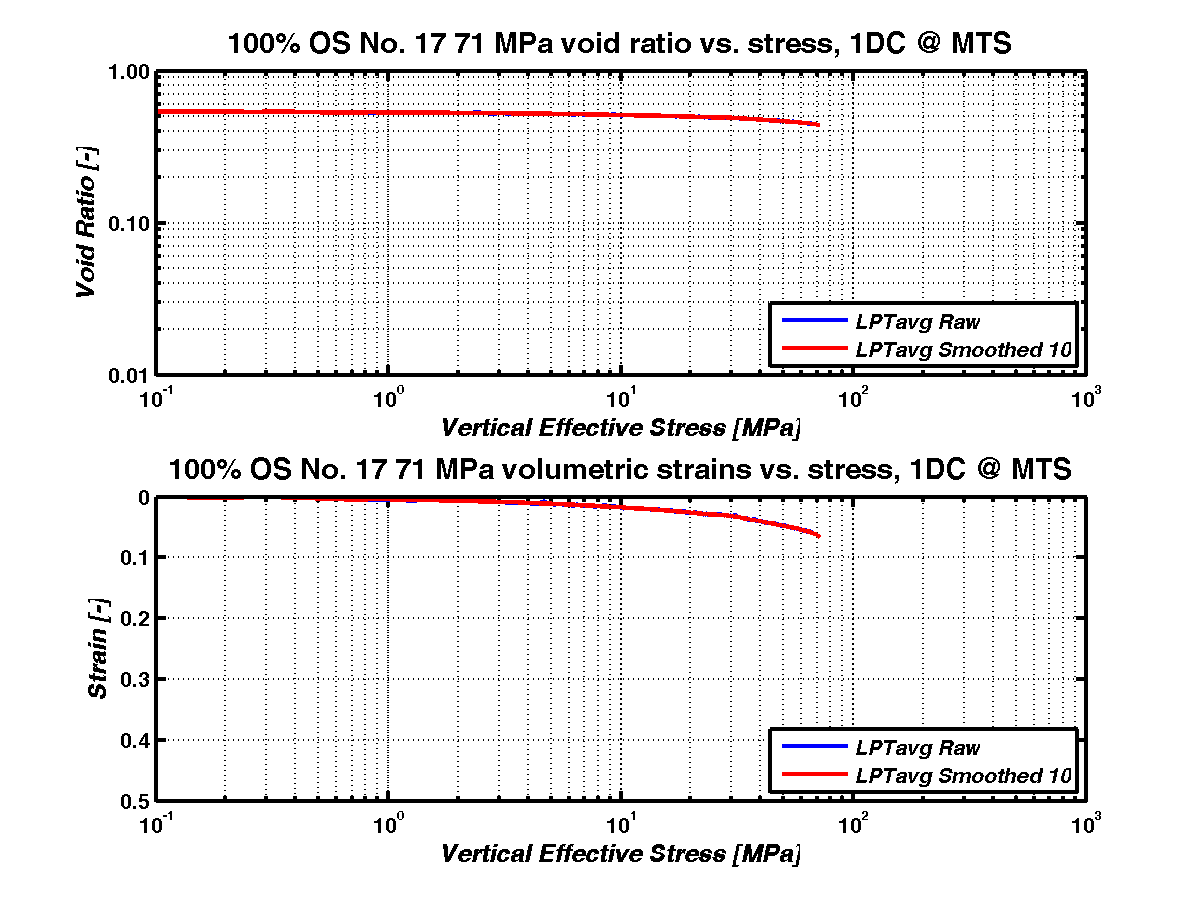 100% OS No. 17 71 MPa void ratio vs. stress, 1DC @ MTS
1.00
0.10
0.01
Void Ratio [-]
LPTavg Raw
LPTavg Smoothed 10
10⁻¹ 10⁰ 10¹ 10² 10³
Vertical Effective Stress [MPa]
100% OS No. 17 71 MPa volumetric strains vs. stress, 1DC @ MTS
0
0.1
0.2
0.3
0.4
0.5
Strain [-]
LPTavg Raw
LPTavg Smoothed 10
10⁻¹ 10⁰ 10¹ 10² 10³
Vertical Effective Stress [MPa]